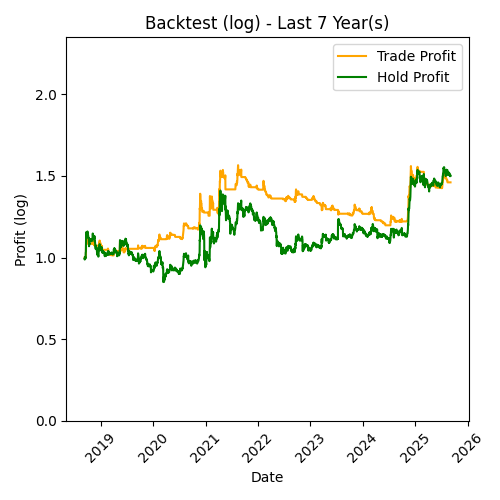 Backtest (log) - Last 7 Year(s)
Trade Profit
Hold Profit
Profit (log)
2.0
1.5
1.0
0.5
0.0
2019 2020 2021 2022 2023 2024 2025 2026
Date